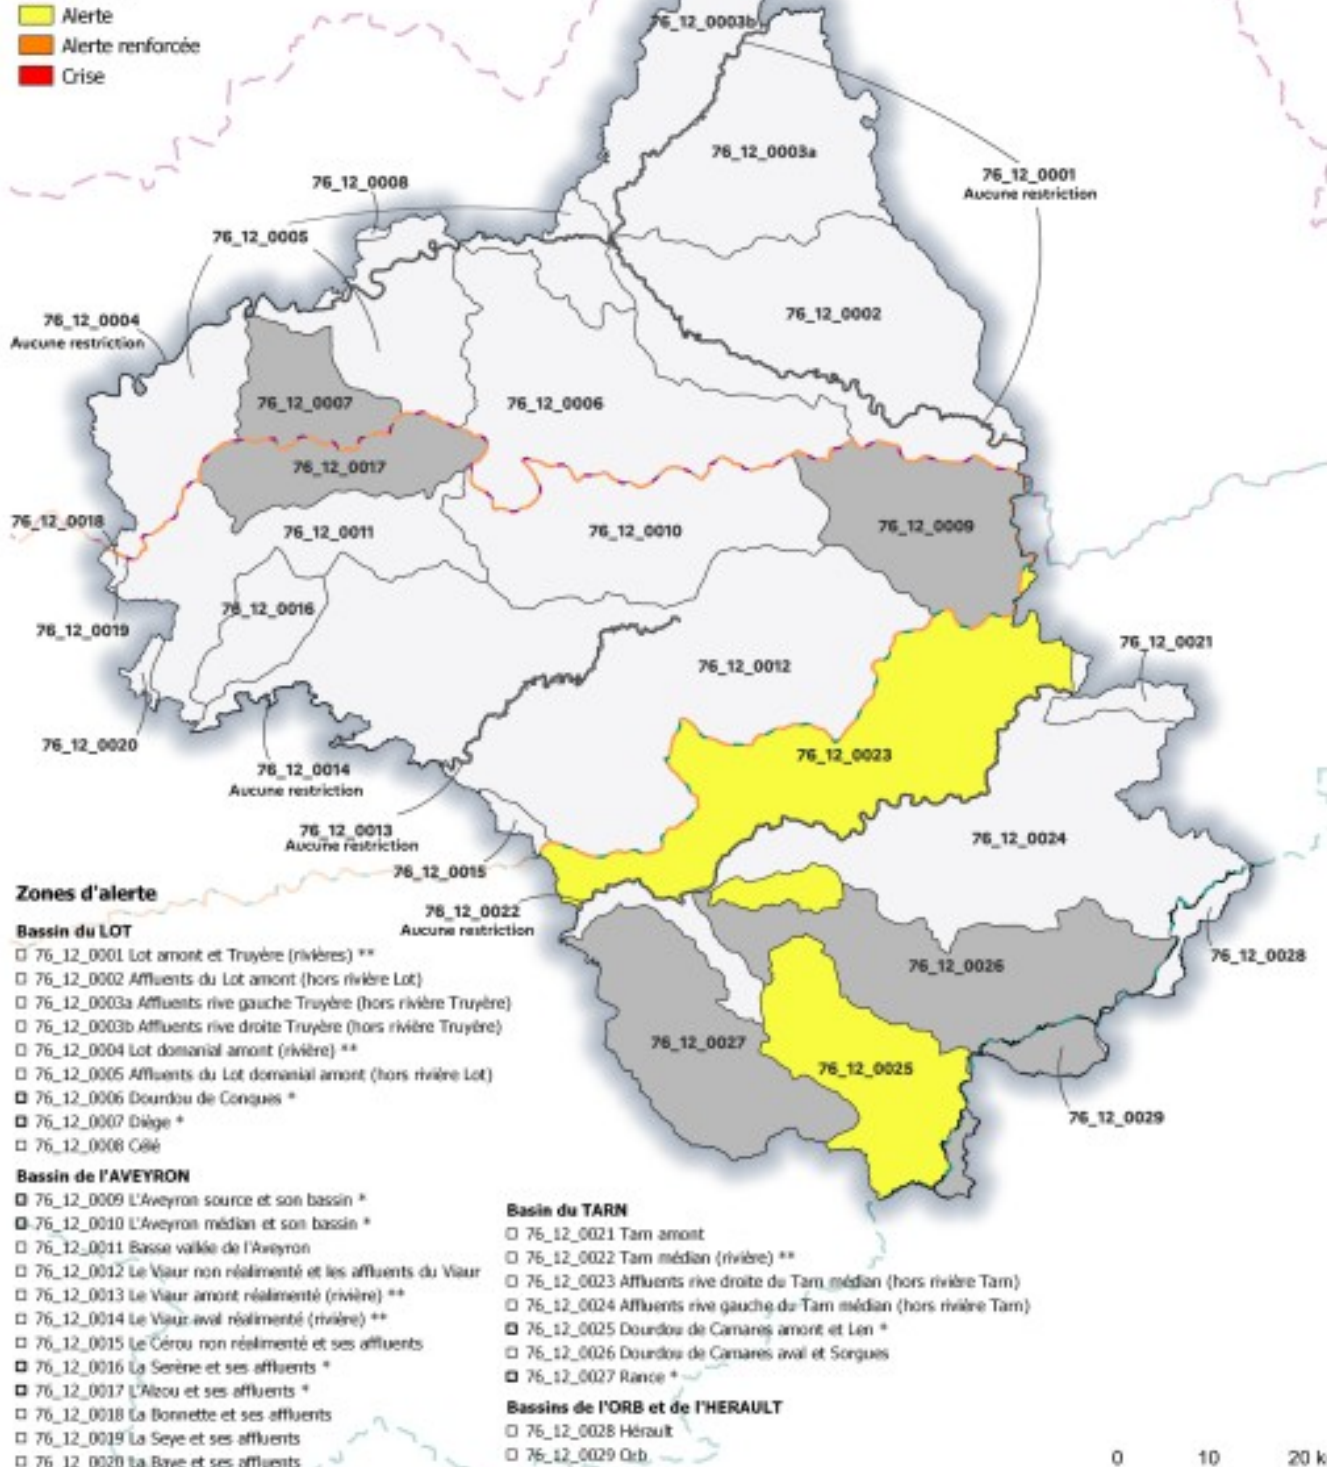 Alerte
Alerte renforcée
Crise
76_12_0003b
76_12_0003a
76_12_0001
Aucune restriction
76_12_0008
76_12_0005
76_12_0004
Aucune restriction
76_12_0002
76_12_0007
76_12_0006
76_12_0017
76_12_0018
76_12_0011
76_12_0010
76_12_0009
76_12_0016
76_12_0019
76_12_0012
76_12_0021
76_12_0020
76_12_0014
Aucune restriction
76_12_0023
76_12_0013
Aucune restriction
76_12_0024
76_12_0015
76_12_0022
Aucune restriction
76_12_0028
76_12_0026
76_12_0027
76_12_0025
76_12_0029
Zones d'alerte
Bassin du LOT
76_12_0001 Lot amont et Truyère (rivières) **
76_12_0002 Affluents du Lot amont (hors rivière Lot)
76_12_0003a Affluents rive gauche Truyère (hors rivière Truyère)
76_12_0003b Affluents rive droite Truyère (hors rivière Truyère)
76_12_0004 Lot domanial amont (rivière) **
76_12_0005 Affluents du Lot domanial amont (hors rivière Lot)
76_12_0006 Dourdou de Conques *
76_12_0007 Diège *
76_12_0008 Célé
Bassin de l'AVEYRON
76_12_0009 L'Aveyron source et son bassin *
76_12_0010 L'Aveyron médian et son bassin *
76_12_0011 Basse vallée de l'Aveyron
76_12_0012 Le Viaur non réalimenté et les affluents du Viaur
76_12_0013 Le Viaur amont réalimenté (rivière) **
76_12_0014 Le Viaur aval réalimenté (rivière) **
76_12_0015 Le Cérou non réalimenté et ses affluents
76_12_0016 La Serène et ses affluents *
76_12_0017 L'Alzou et ses affluents *
76_12_0018 La Bonnette et ses affluents
76_12_0019 La Seye et ses affluents
76_12_0020 La Baye et ses affluents
Basin du TARN
76_12_0021 Tarn amont
76_12_0022 Tarn médian (rivière) **
76_12_0023 Affluents rive droite du Tarn médian (hors rivière Tarn)
76_12_0024 Affluents rive gauche du Tarn médian (hors rivière Tarn)
76_12_0025 Dourdou de Camares amont et Len *
76_12_0026 Dourdou de Camares aval et Sorgues
76_12_0027 Rance *
Bassins de l'ORB et de l'HERAULT
76_12_0028 Hérault
76_12_0029 Orb
0 10 20 k